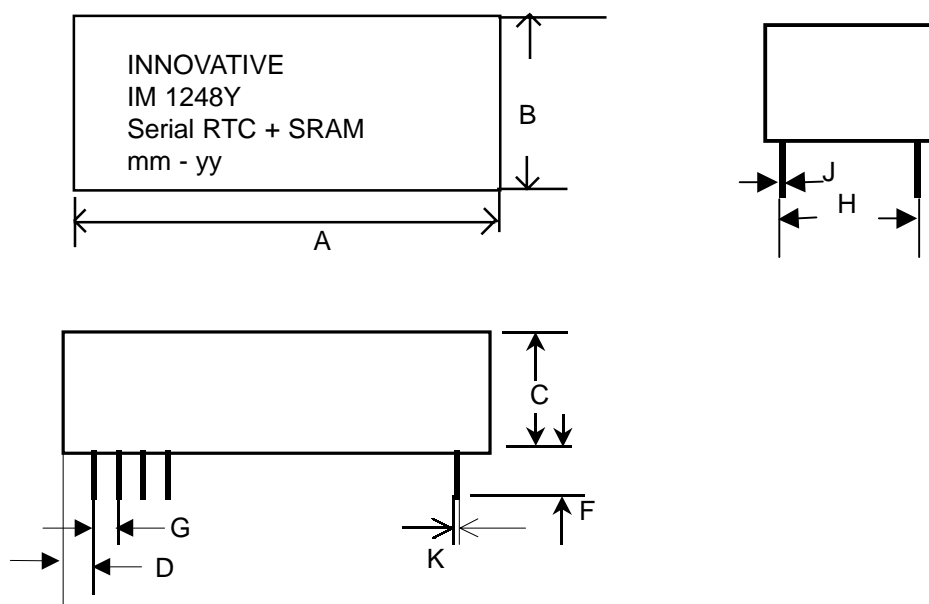 INNOVATIVE
IM 1248Y
Serial RTC + SRAM
mm - yy
B
A
J
H
C
F
G
K
D